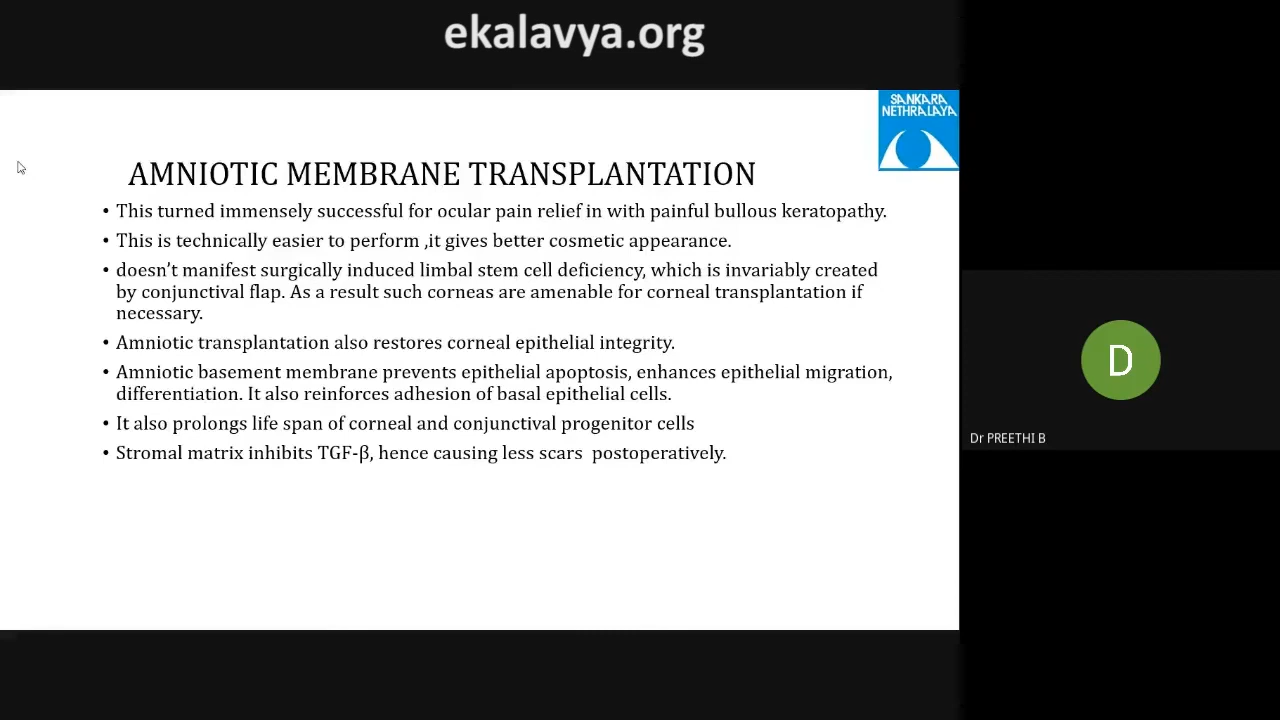 ekalavya.org
SANKARA
NETHRALAYA
AMNIOTIC MEMBRANE TRANSPLANTATION
• This turned immensely successful for ocular pain relief in with painful bullous keratopathy.
• This is technically easier to perform ,it gives better cosmetic appearance.
• doesn’t manifest surgically induced limbal stem cell deficiency, which is invariably created
by conjunctival flap. As a result such corneas are amenable for corneal transplantation if
necessary.
• Amniotic transplantation also restores corneal epithelial integrity.
• Amniotic basement membrane prevents epithelial apoptosis, enhances epithelial migration,
differentiation. It also reinforces adhesion of basal epithelial cells.
• It also prolongs life span of corneal and conjunctival progenitor cells
• Stromal matrix inhibits TGF-β, hence causing less scars  postoperatively.
D
Dr PREETHI B